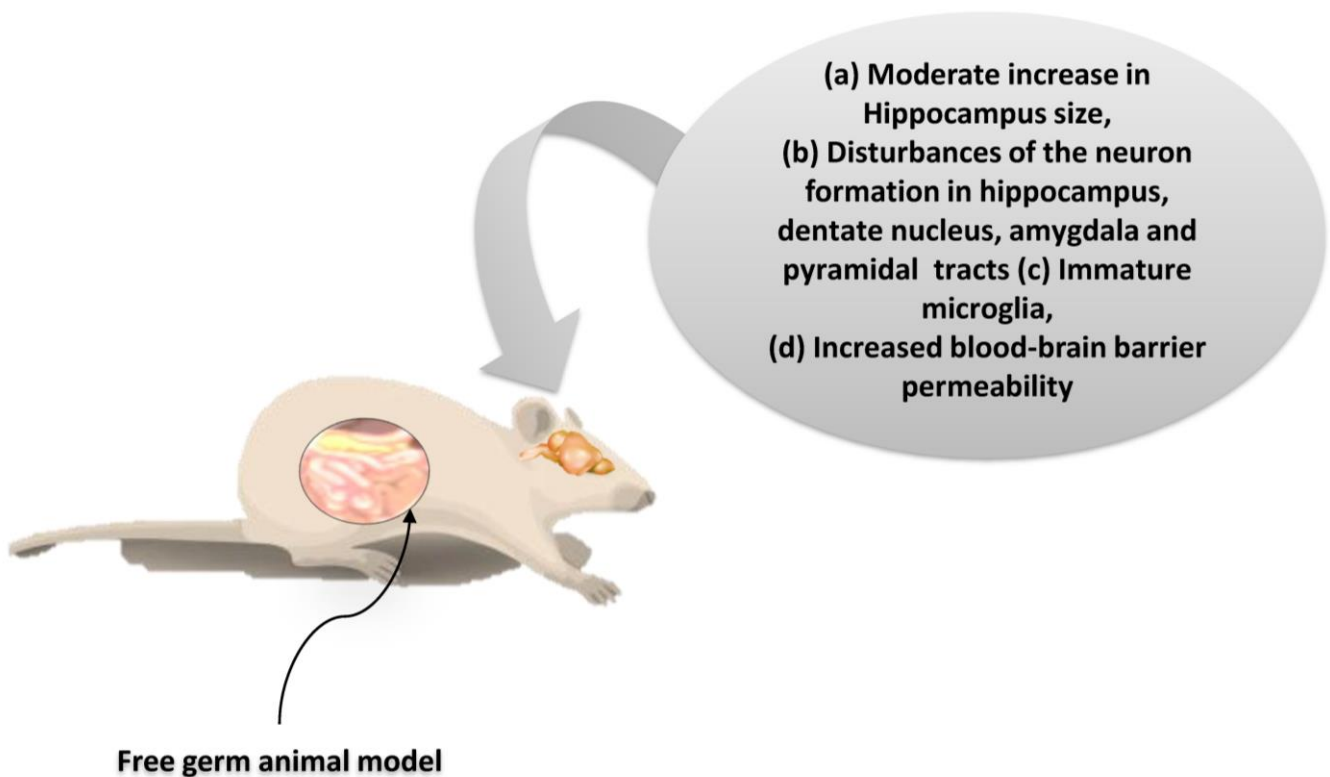 (a) Moderate increase in
Hippocampus size,
(b) Disturbances of the neuron
formation in hippocampus,
dentate nucleus, amygdala and
pyramidal tracts (c) Immature
microglia,
(d) Increased blood-brain barrier
permeability
Free germ animal model